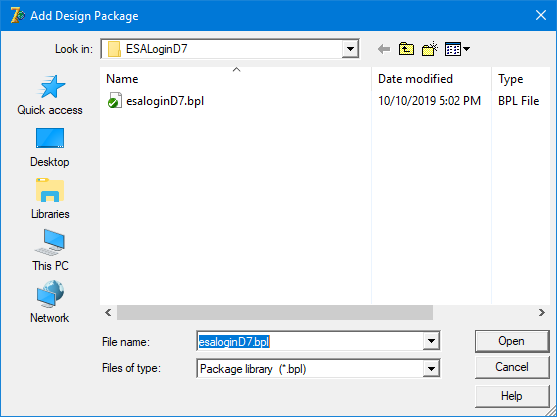 Add Design Package
Look in: ESALoginD7
Name Date modified Type
esaloginD7.bpl 10/10/2019 5:02 PM BPL File
Quick access
Desktop
Libraries
This PC
Network
File name: esaloginD7.bpl Open
Files of type: Package library (*.bpl) Cancel
Help